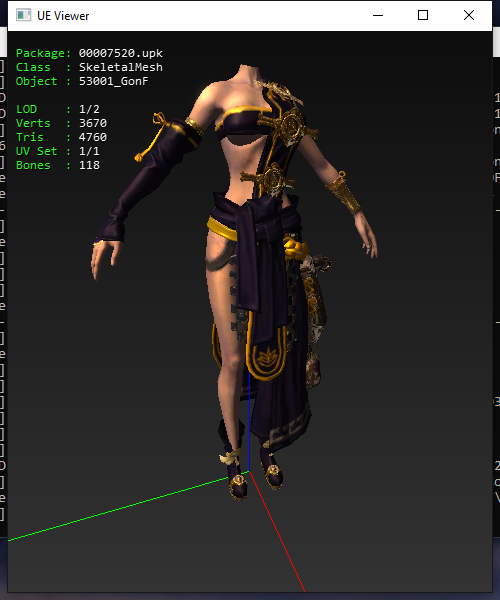 UE Viewer
Package: 00007520.upk
Class : SkeletalMesh
Object : 53001_GonF
LOD : 1/2
Verts : 3670
Tris : 4760
UV Set : 1/1
Bones : 118